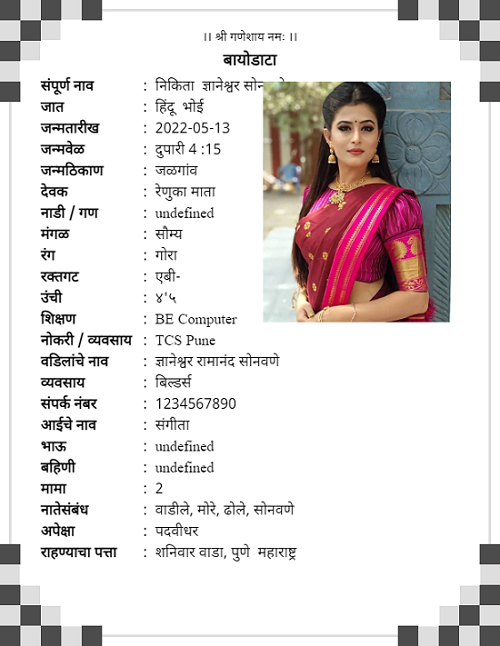 ।। श्री गणेशाय नमः ।।
बायोडाटा
संपूर्ण नाव : निकिता ज्ञानेश्वर
जात : हिंदू भोई
जन्मतारीख : 2022-05-13
जन्मवेळ : दुपारी 4 :15
जन्मठिकाण : जळगांव
देवक : रेणुका माता
नाडी / गण : undefined
मंगळ : सौम्य
रंग : गोरा
रक्तगट : एबी-
उंची : ४'५
शिक्षण : BE Computer
नोकरी / व्यवसाय : TCS Pune
वडिलांचे नाव : ज्ञानेश्वर रामानंद सोनवणे
व्यवसाय : बिल्डर्स
संपर्क नंबर : 1234567890
आईचे नाव : संगीता
भाऊ : undefined
बहिणी : undefined
मामा : 2
नातेसंबंध : वाडीले, मोरे, ढोले, सोनवणे
अपेक्षा : पदवीधर
राहण्याचा पत्ता : शनिवार वाडा, पुणे महाराष्ट्र